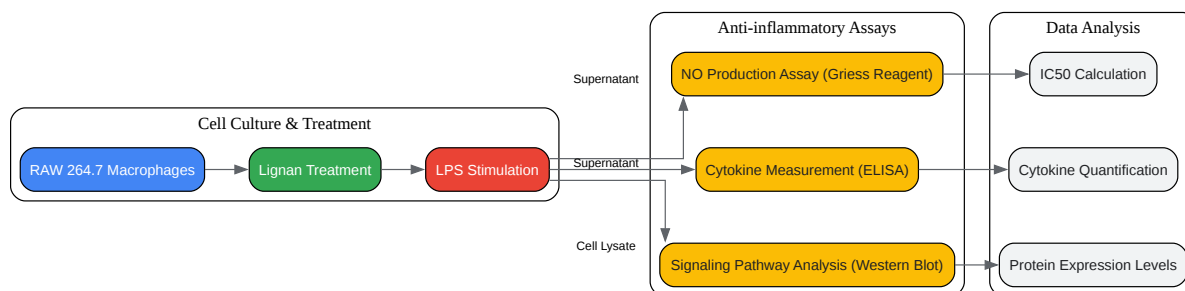 Anti-inflammatory Assays
Data Analysis
Supernatant
NO Production Assay (Griess Reagent)
IC50 Calculation
Cell Culture & Treatment
RAW 264.7 Macrophages
Lignan Treatment
LPS Stimulation
Supernatant
Cytokine Measurement (ELISA)
Cytokine Quantification
Cell Lysate
Signaling Pathway Analysis (Western Blot)
Protein Expression Levels